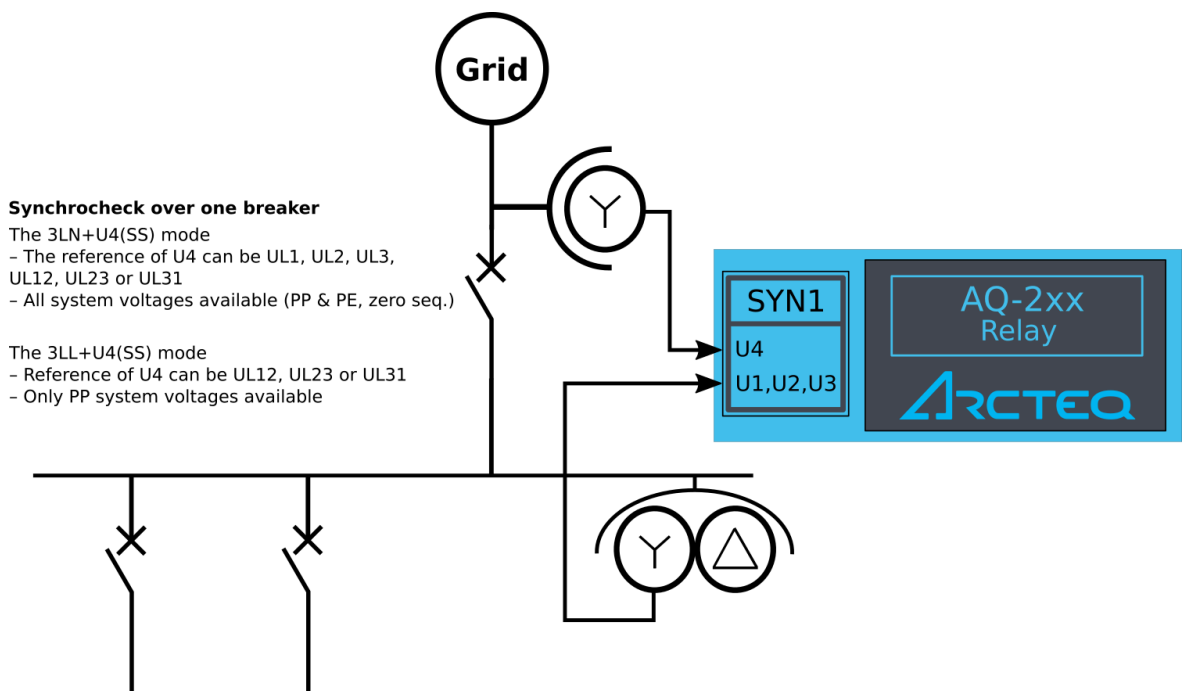 Grid
Synchrocheck over one breaker
The 3LN+U4(SS) mode
– The reference of U4 can be UL1, UL2, UL3,
UL12, UL23 or UL31
– All system voltages available (PP & PE, zero seq.)
The 3LL+U4(SS) mode
– Reference of U4 can be UL12, UL23 or UL31
– Only PP system voltages available
SYN1
U4
U1,U2,U3
AQ-2xx
Relay
ARCTEQ